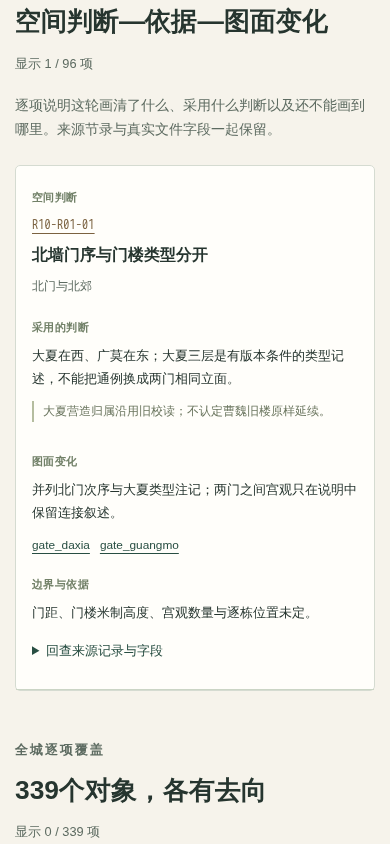 空间判断—依据—图面变化
显示 1 / 96 项
逐项说明这轮画清了什么、采用什么判断以及还不能画到
哪里。来源节录与真实文件字段一起保留。
空间判断
R10-R01-01
北墙门序与门楼类型分开
北门与北郊
采用的判断
大夏在西、广莫在东；大夏三层是有版本条件的类型记
述，不能把通例换成两门相同立面。
大夏营造归属沿用旧校读；不认定曹魏旧楼原样延续。
图面变化
并列北门次序与大夏类型注记；两门之间宫观只在说明中
保留连接叙述。
gate_daxia gate_guangmo
边界与依据
门距、门楼米制高度、宫观数量与逐栋位置未定。
▶ 回查来源记录与字段
全城逐项覆盖
339个对象，各有去向
显示 0 / 339 项